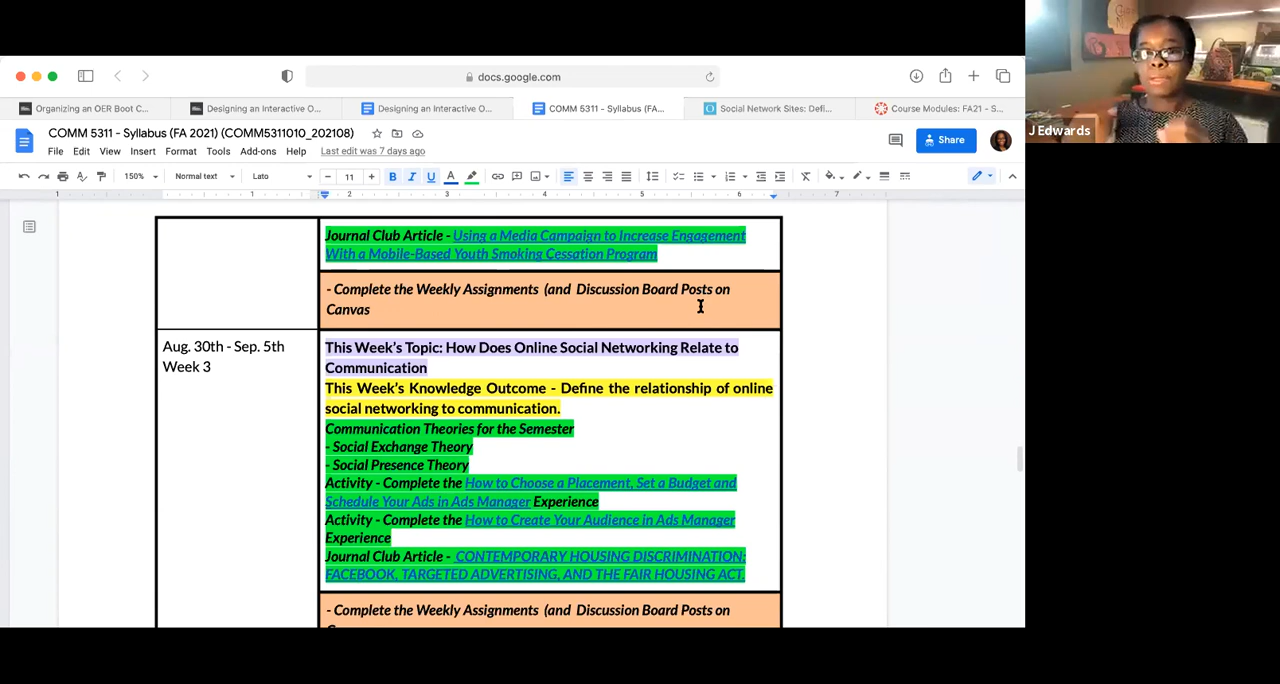 docs.google.com
Organizing an OER Boot C...
Designing an Interactive O...
Designing an Interactive O...
COMM 5311 - Syllabus (FA...
Social Network Sites: Defi...
Course Modules: FA21 - S...
COMM 5311 - Syllabus (FA 2021) (COMM5311010_202108)
File Edit View Insert Format Tools Add-ons Help Last edit was 7 days ago
Share
150% Normal text Lato - 11 + B I U A
1 1 2 3 4 5 6 7
Journal Club Article - Using a Media Campaign to Increase Engagement
With a Mobile-Based Youth Smoking Cessation Program
- Complete the Weekly Assignments (and Discussion Board Posts on
Canvas
Aug. 30th - Sep. 5th
Week 3
This Week's Topic: How Does Online Social Networking Relate to
Communication
This Week's Knowledge Outcome - Define the relationship of online
social networking to communication.
Communication Theories for the Semester
- Social Exchange Theory
- Social Presence Theory
Activity - Complete the How to Choose a Placement, Set a Budget and
Schedule Your Ads in Ads Manager Experience
Activity - Complete the How to Create Your Audience in Ads Manager
Experience
Journal Club Article - CONTEMPORARY HOUSING DISCRIMINATION:
FACEBOOK, TARGETED ADVERTISING, AND THE FAIR HOUSING ACT.
- Complete the Weekly Assignments (and Discussion Board Posts on
J Edwards